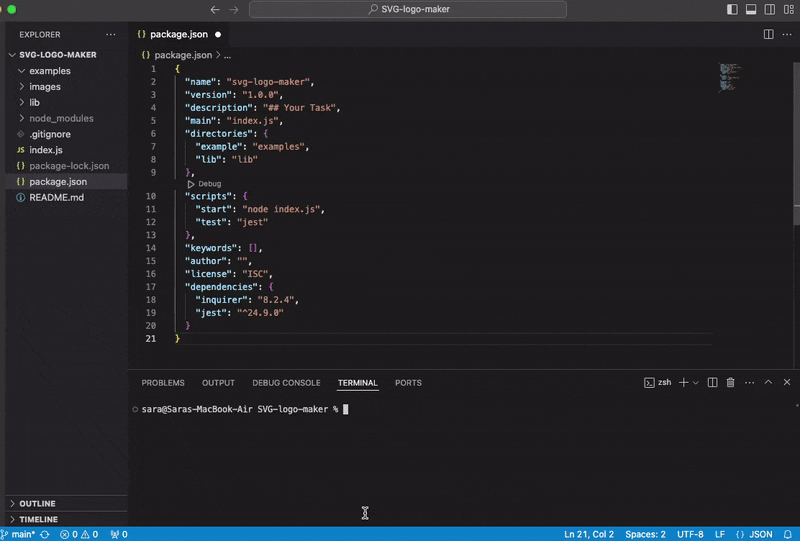 SVG-logo-maker
EXPLORER
SVG-LOGO-MAKER
examples
images
lib
node_modules
.gitignore
JS index.js
{} package-lock.json
{} package.json
README.md
OUTLINE
TIMELINE
{} package.json
{} package.json > ...
1 {
2 "name": "svg-logo-maker",
3 "version": "1.0.0",
4 "description": "## Your Task",
5 "main": "index.js",
6 "directories": {
7 "example": "examples",
8 "lib": "lib"
9 },
Debug
10 "scripts": {
11 "start": "node index.js",
12 "test": "jest"
13 },
14 "keywords": [],
15 "author": "",
16 "license": "ISC",
17 "dependencies": {
18 "inquirer": "8.2.4",
19 "jest": "^24.9.0"
20 }
21 }
PROBLEMS OUTPUT DEBUG CONSOLE TERMINAL PORTS zsh
sara@Saras-MacBook-Air SVG-logo-maker %
main* 0 0 0 Ln 21, Col 2 Spaces: 2 UTF-8 LF {} JSON